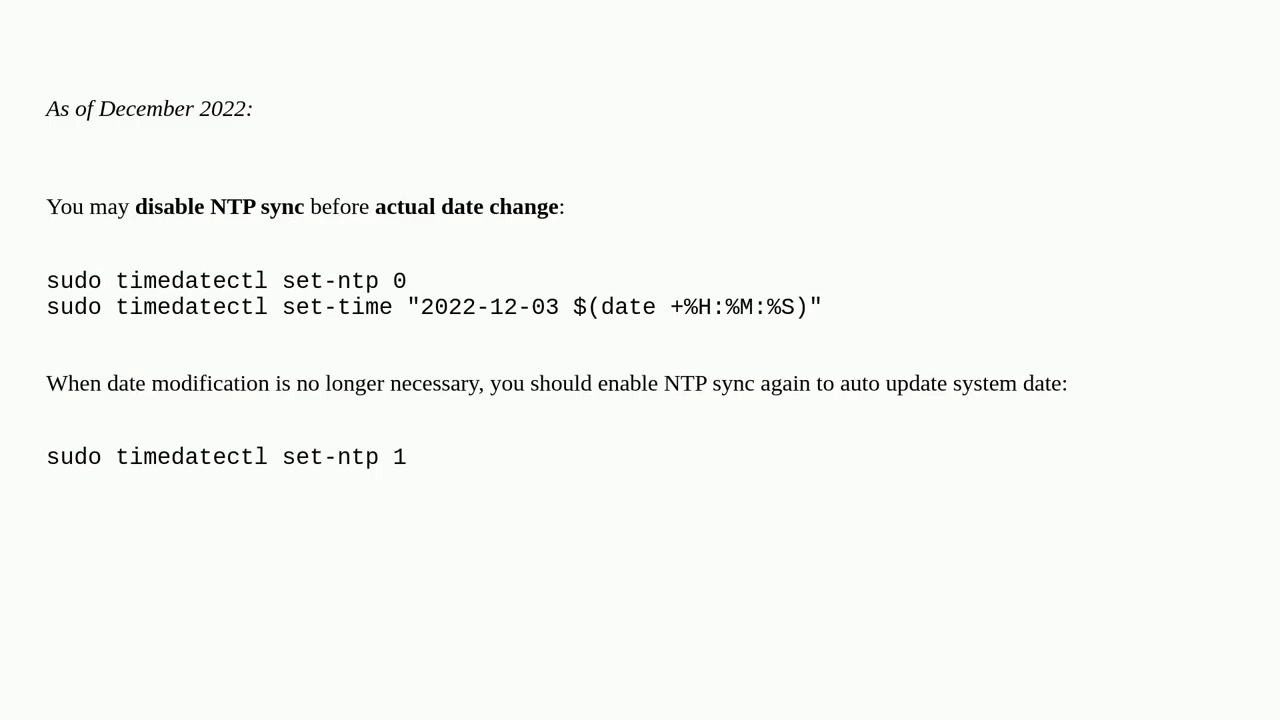 As of December 2022:
You may disable NTP sync before actual date change:
sudo timedatectl set-ntp 0
sudo timedatectl set-time "2022-12-03 $(date +%H:%M:%S)"
When date modification is no longer necessary, you should enable NTP sync again to auto update system date:
sudo timedatectl set-ntp 1